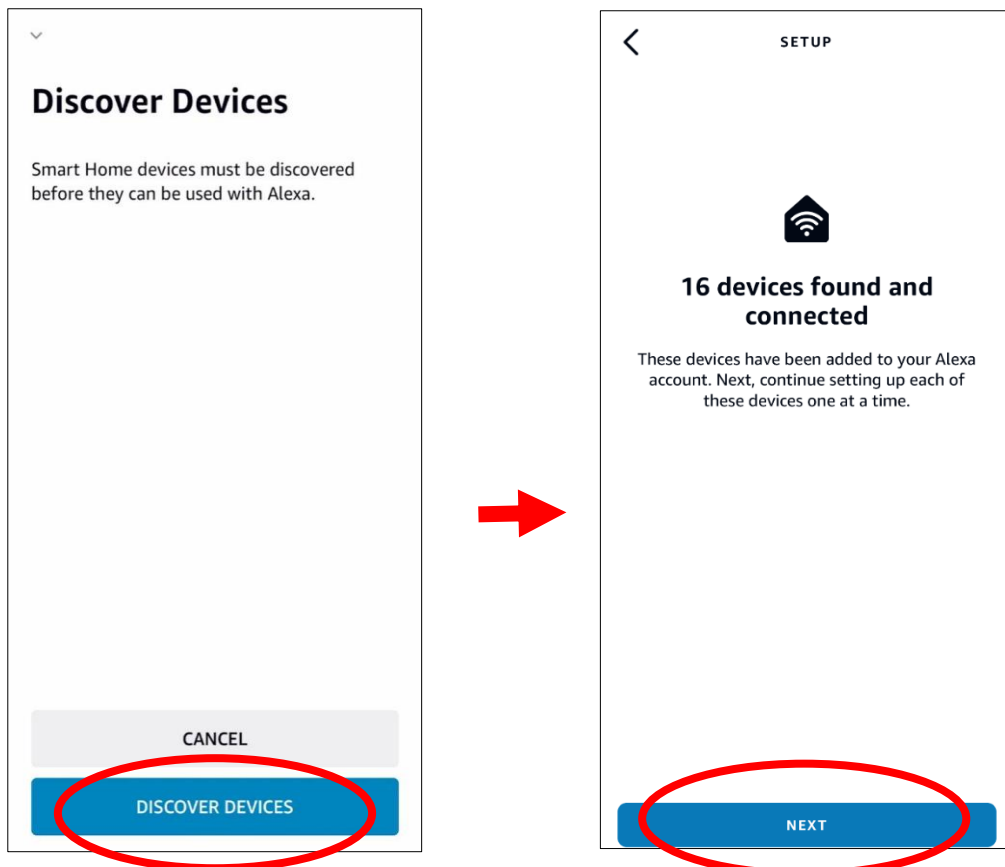 Discover Devices
Smart Home devices must be discovered
before they can be used with Alexa.
CANCEL
DISCOVER DEVICES
SETUP
16 devices found and
connected
These devices have been added to your Alexa
account. Next, continue setting up each of
these devices one at a time.
NEXT